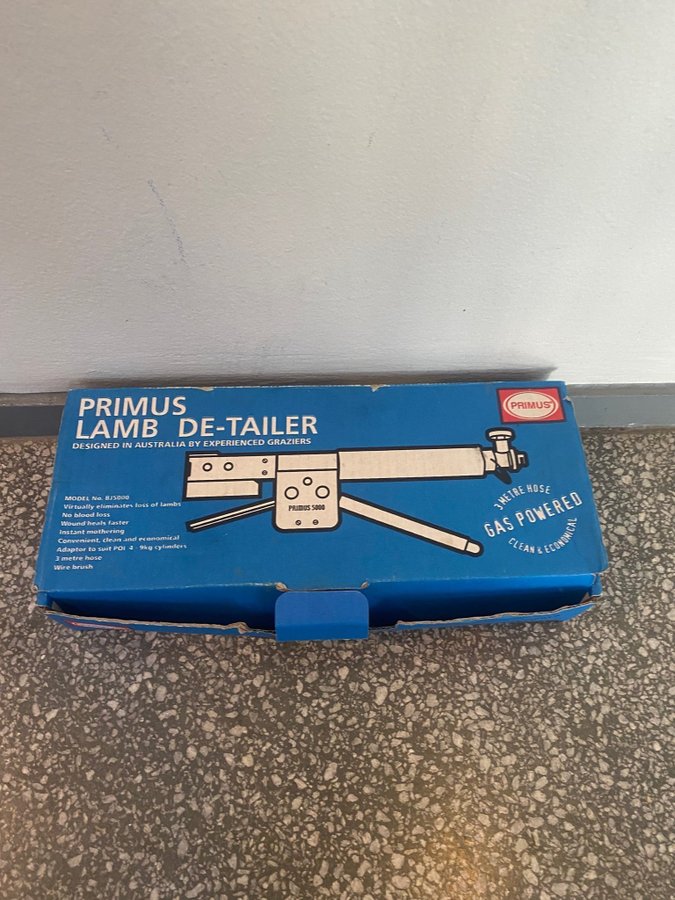 PRIMUS
LAMB DE-TAILER
DESIGNED IN AUSTRALIA BY EXPERIENCED GRAZIERS
PRIMUS
MODEL No. BJ5000
Virtually eliminates loss of lambs
No blood loss
Wound heals faster
Instant mothering
Convenient, clean and economical
Adaptor to suit POL 4 - 9kg cylinders
3 metre hose
Wire brush
PRIMUS 5000
3 METRE HOSE
GAS POWERED
CLEAN & ECONOMICAL